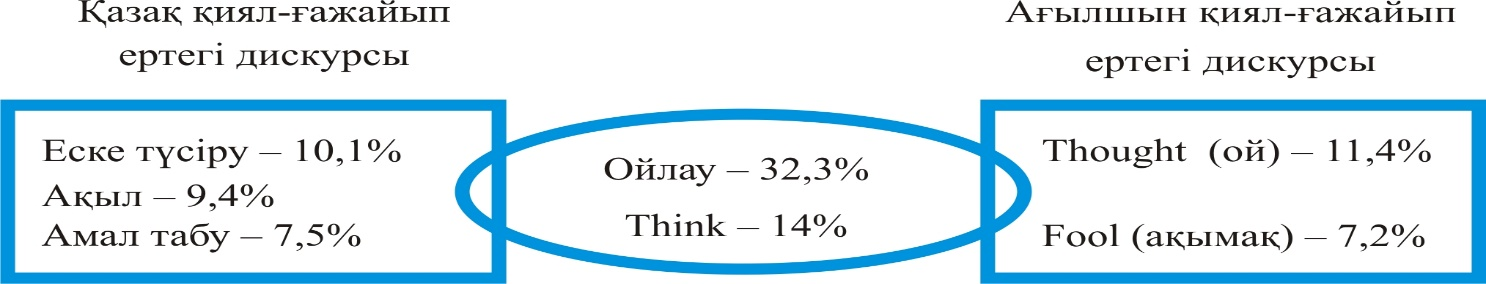 Қазақ қиял-ғажайып
ертегі дискурсы
Ағылшын қиял-ғажайып
ертегі дискурсы
Еске түсіру – 10,1%
Ақыл – 9,4%
Амал табу – 7,5%
Ойлау – 32,3%
Think – 14%
Thought (ой) – 11,4%
Fool (ақымақ) – 7,2%